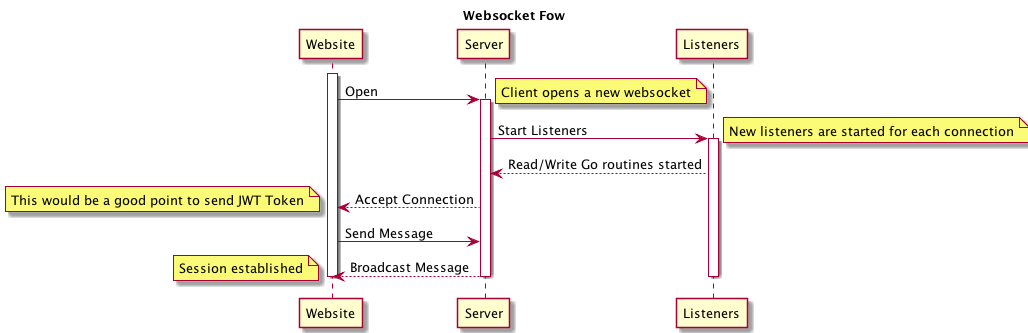 Websocket Fow
Website
Server
Listeners
Open
Client opens a new websocket
Start Listeners
New listeners are started for each connection
Read/Write Go routines started
This would be a good point to send JWT Token
Accept Connection
Send Message
Session established
Broadcast Message
Website
Server
Listeners